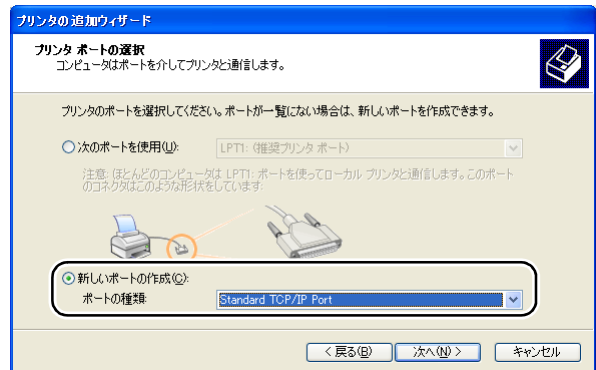 プリンタの追加ウィザード
プリンタ ポートの選択
コンピュータはポートを介してプリンタと通信します。
プリンタのポートを選択してください。ポートが一覧にない場合は、新しいポートを作成できます。
次のポートを使用(U):
LPT1: (推奨プリンタ ポート)
注意: ほとんどのコンピュータは LPT1: ポートを使ってローカル プリンタと通信します。このポート
のコネクタはこのような形状をしています:
新しいポートの作成(C):
ポートの種類:
Standard TCP/IP Port
< 戻る(B)
次へ(N) >
キャンセル